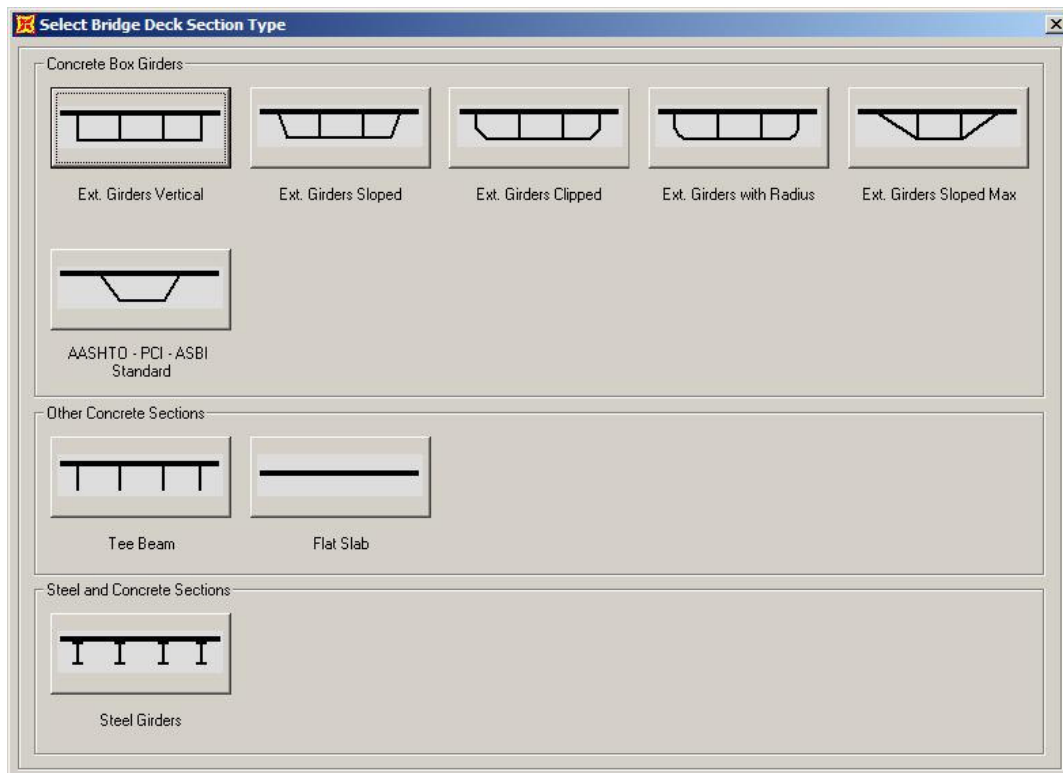 Select Bridge Deck Section Type
Concrete Box Girders
Ext. Girders Vertical
Ext. Girders Sloped
Ext. Girders Clipped
Ext. Girders with Radius
Ext. Girders Sloped Max
AASHTO - PCI - ASBI
Standard
Other Concrete Sections
Tee Beam
Flat Slab
Steel and Concrete Sections
Steel Girders